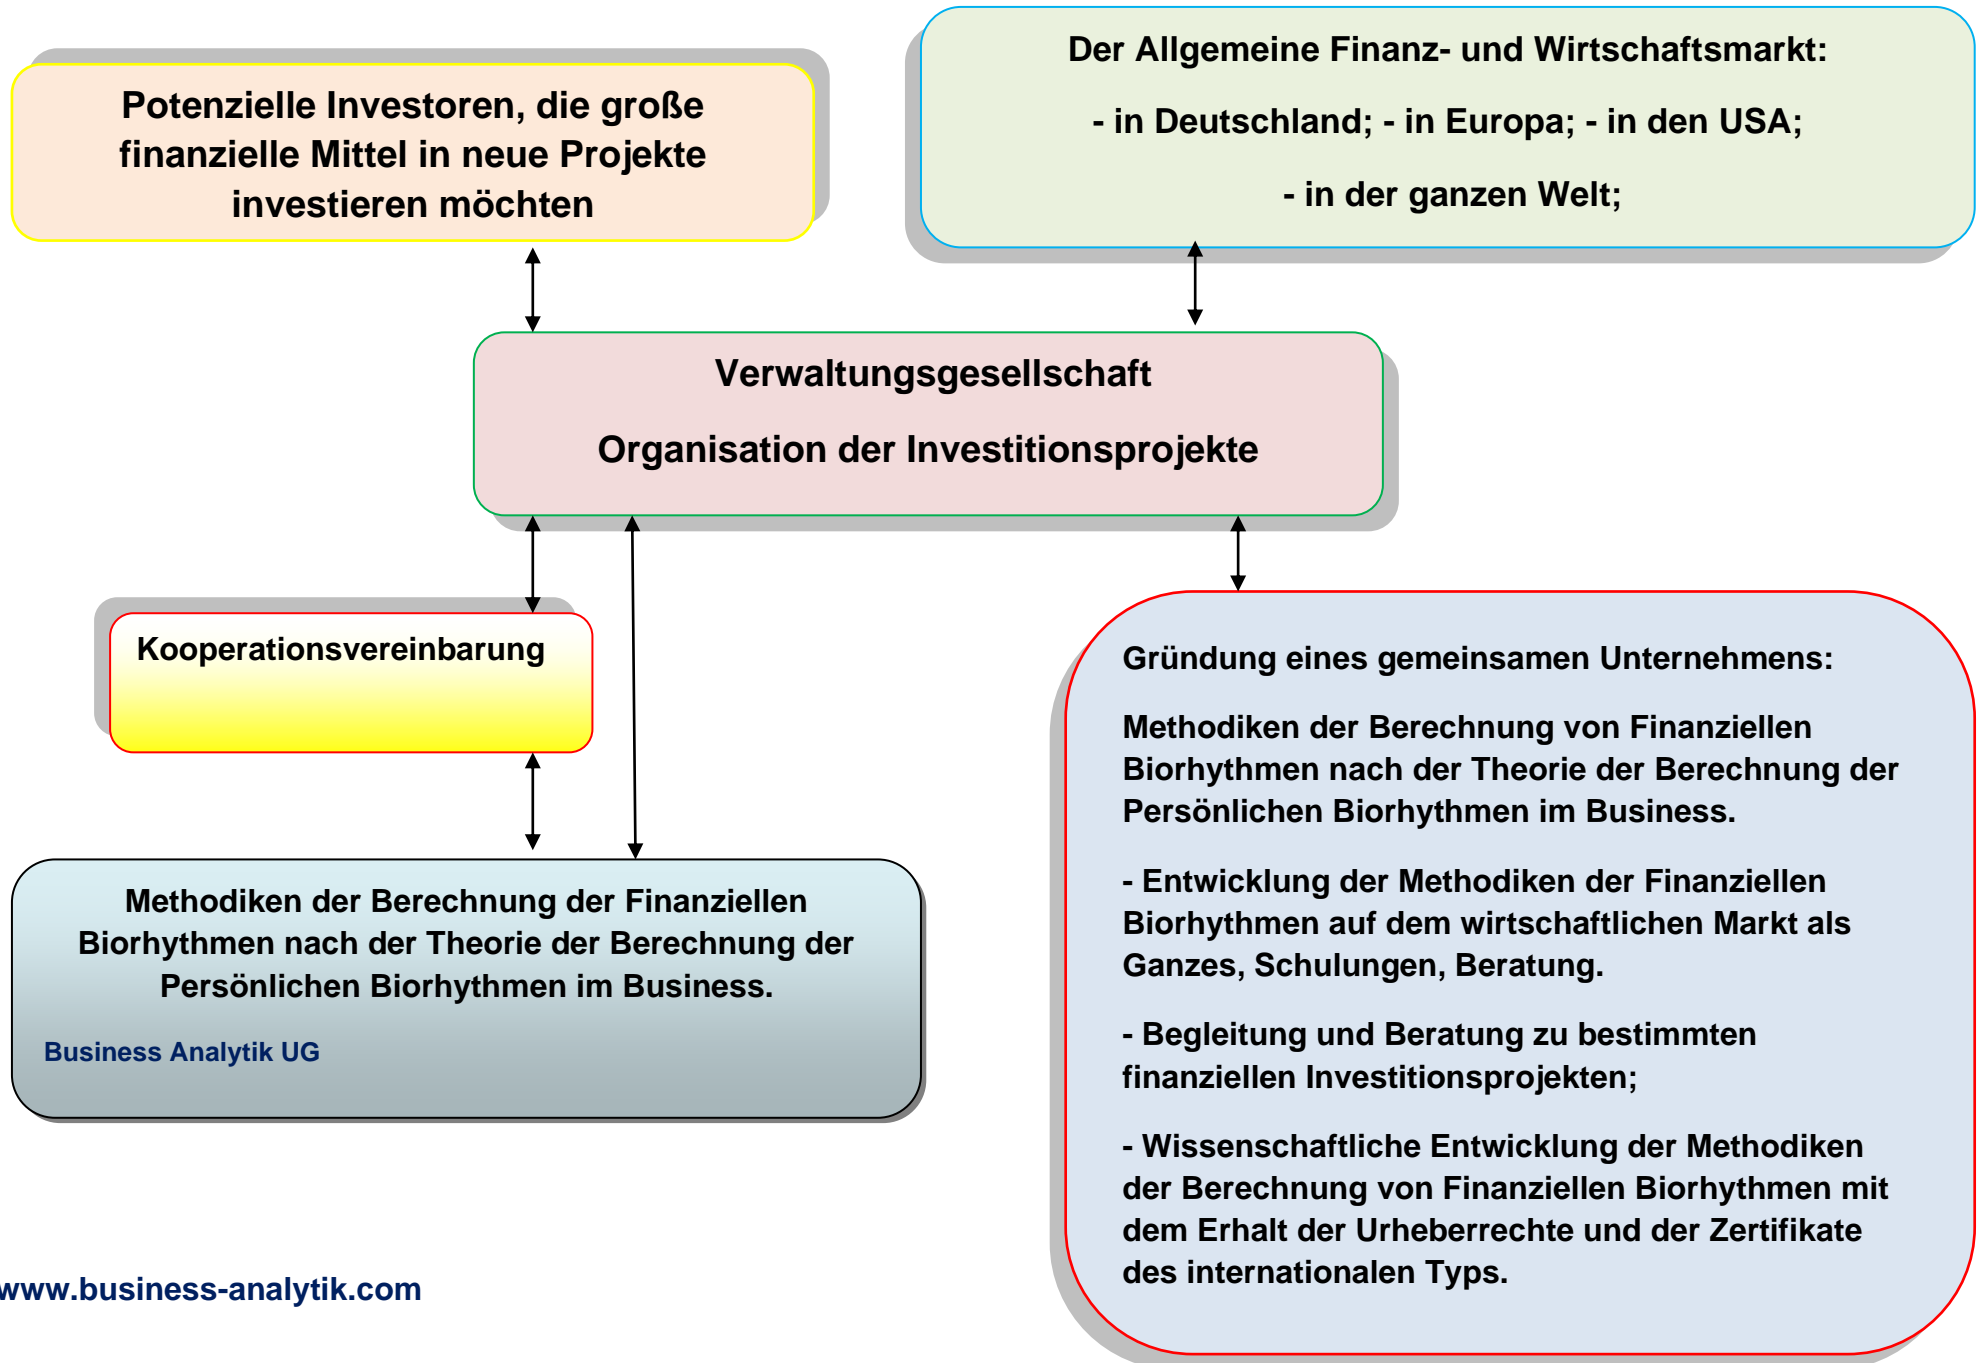 Potenzielle Investoren, die große
finanzielle Mittel in neue Projekte
investieren möchten
Der Allgemeine Finanz- und Wirtschaftsmarkt:
- in Deutschland; - in Europa; - in den USA;
- in der ganzen Welt;
Verwaltungsgesellschaft
Organisation der Investitionsprojekte
Kooperationsvereinbarung
Methodiken der Berechnung der Finanziellen
Biorhythmen nach der Theorie der Berechnung der
Persönlichen Biorhythmen im Business.
Business Analytik UG
Gründung eines gemeinsamen Unternehmens:
Methodiken der Berechnung von Finanziellen
Biorhythmen nach der Theorie der Berechnung der
Persönlichen Biorhythmen im Business.
- Entwicklung der Methodiken der Finanziellen
Biorhythmen auf dem wirtschaftlichen Markt als
Ganzes, Schulungen, Beratung.
- Begleitung und Beratung zu bestimmten
finanziellen Investitionsprojekten;
- Wissenschaftliche Entwicklung der Methodiken
der Berechnung von Finanziellen Biorhythmen mit
dem Erhalt der Urheberrechte und der Zertifikate
des internationalen Typs.
www.business-analytik.com